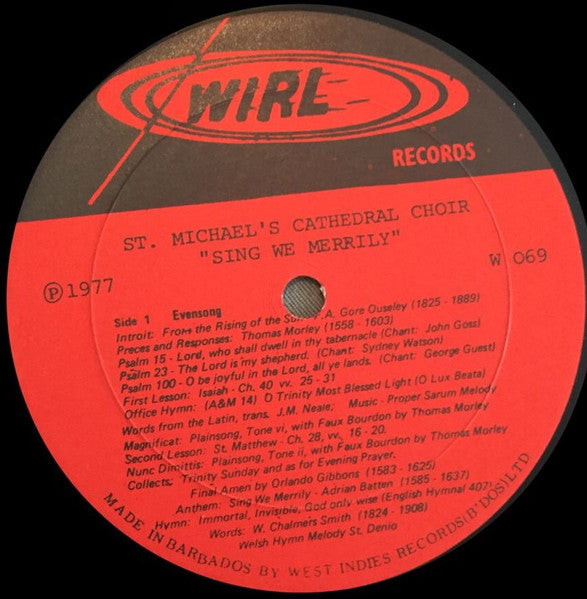 WIRL
RECORDS
ST. MICHAEL'S CATHEDRAL CHOIR
"SING WE MERRILY"
℗ 1977
W 069
Side 1 Evensong
Introit: From the Rising of the .A. Gore Ouseley (1825 - 1889)
Preces and Responses: Thomas Morley (1558 - 1603)
Psalm 15 - Lord, who shall dwell in thy tabernacle (Chant: John Goss)
Psalm 23 - The Lord is my shepherd. (Chant: Sydney Watson)
Psalm 100 - O be joyful in the Lord, all ye lands. (Chant: George Guest)
First Lesson: Isaiah - Ch. 40 vv. 25 - 31
Office Hymn: (A&M 14) O Trinity Most Blessed Light (O Lux Beata)
Words from the Latin, trans. J.M. Neale; Music - Proper Sarum Melody
Magnificat: Plainsong, Tone vi, with Faux Bourdon by Thomas Morley
Second Lesson: St. Matthew - Ch. 28, vv. 16 - 20.
Nunc Dimittis: Plainsong, Tone ii, with Faux Bourdon by Thomas Morley
Collects: Trinity Sunday and as for Evening Prayer.
Final Amen by Orlando Gibbons (1583 - 1625)
Anthem: Sing We Merrily - Adrian Batten (1585 - 1637)
Hymn: Immortal, Invisible, God only wise (English Hymnal 407)
Words: W. Chalmers Smith (1824 - 1908)
Welsh Hymn Melody St. Denio
MADE IN BARBADOS BY WEST INDIES RECORDS(B'DOS)LTD